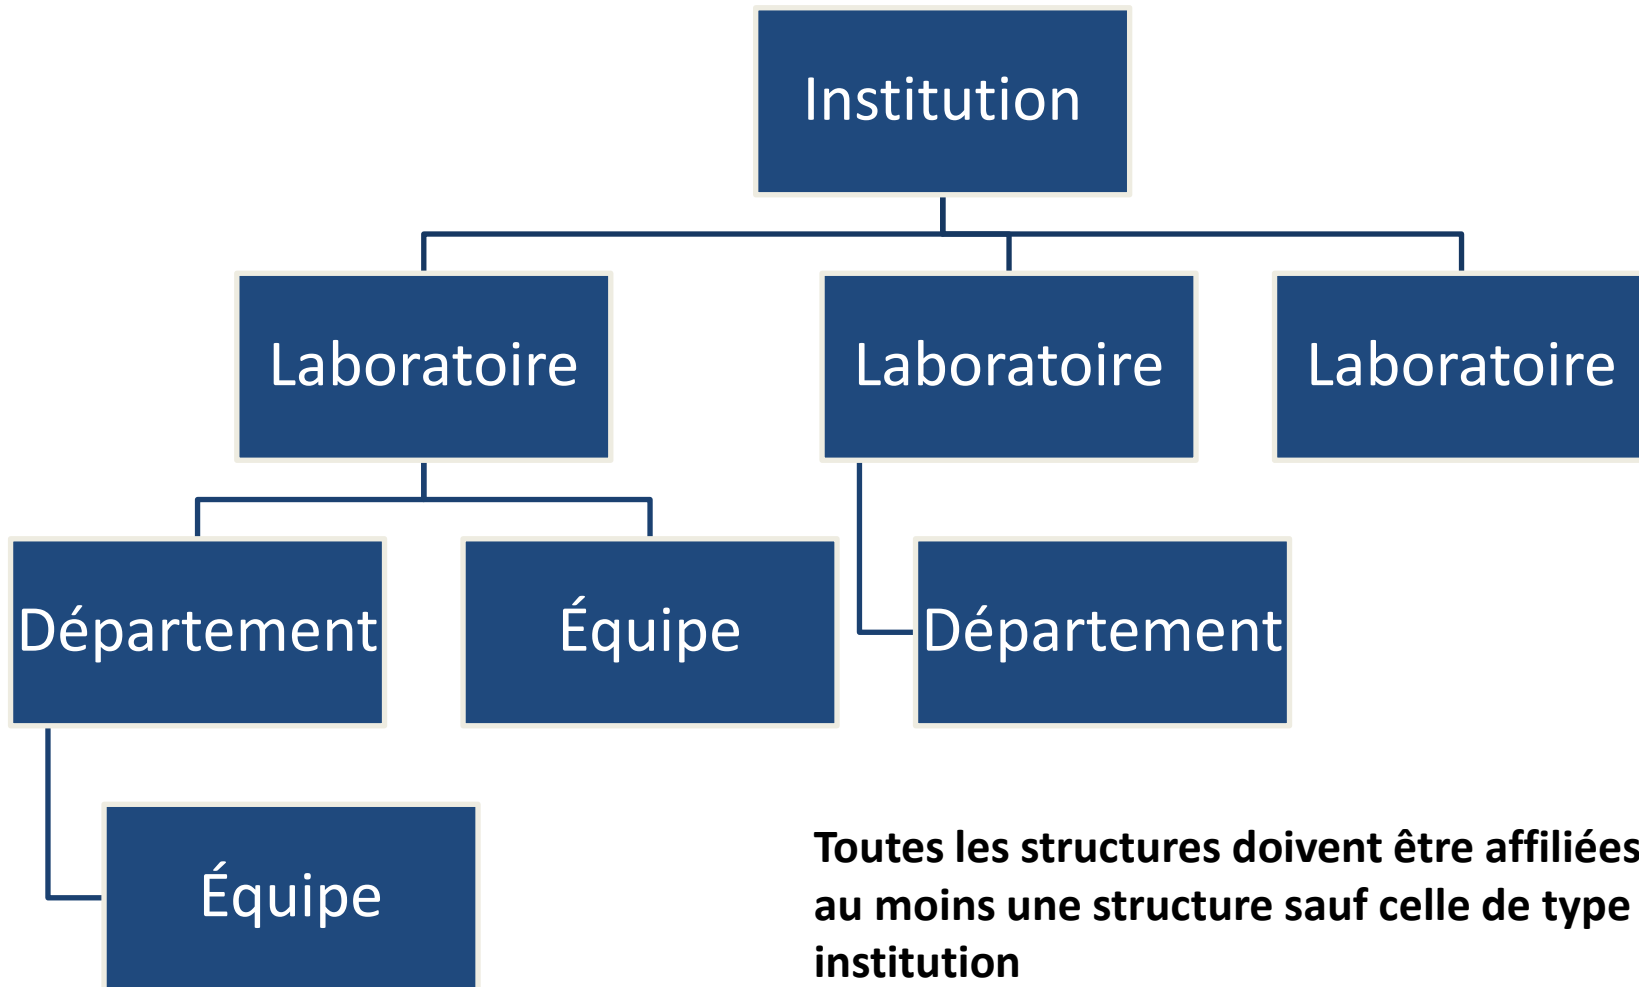 Institution
Laboratoire
Laboratoire
Laboratoire
Département
Équipe
Département
Équipe
Toutes les structures doivent être affiliées
au moins une structure sauf celle de type
institution